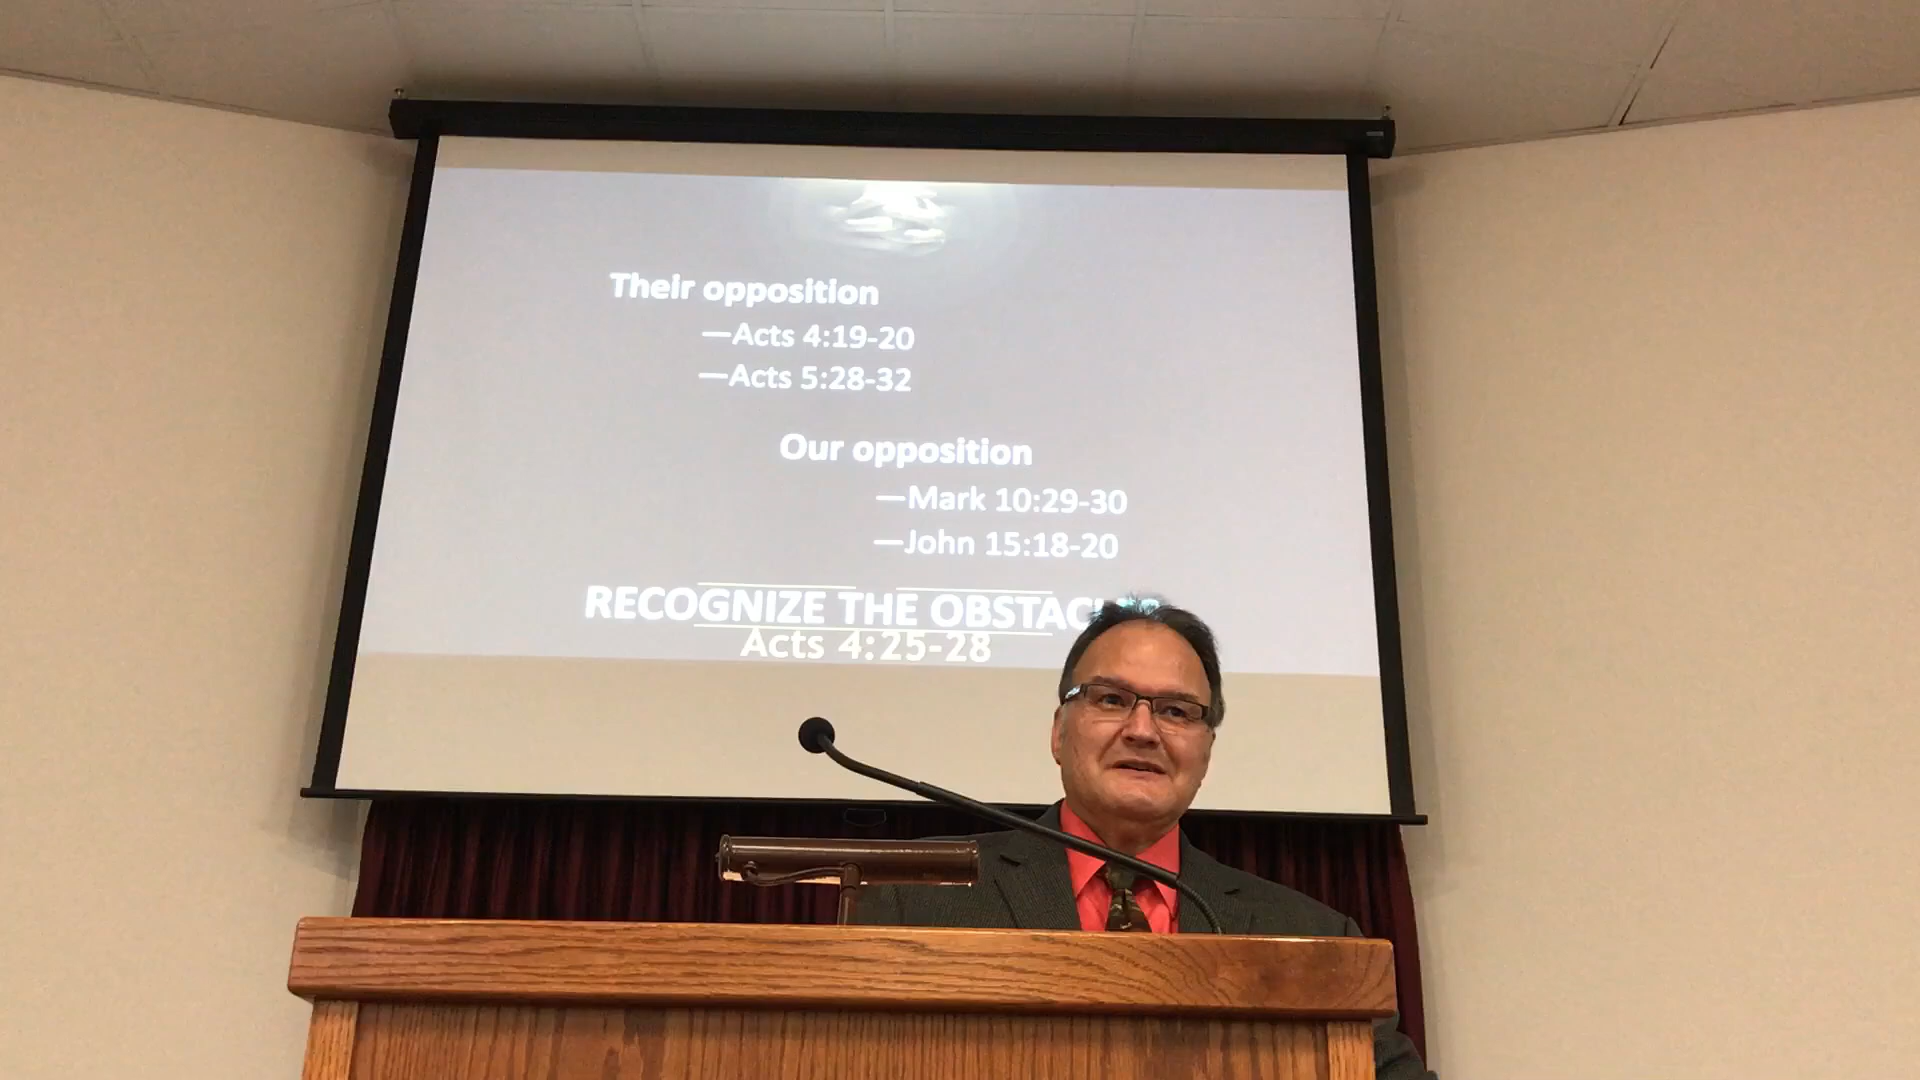 Their opposition
—Acts 4:19-20
—Acts 5:28-32
Our opposition
—Mark 10:29-30
—John 15:18-20
RECOGNIZE THE
Acts 4:25-28